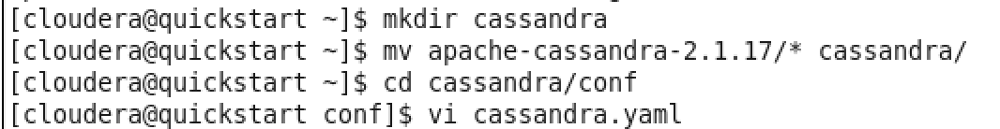 [cloudera@quickstart ~]$ mkdir cassandra
[cloudera@quickstart ~]$ mv apache-cassandra-2.1.17/* cassandra/
[cloudera@quickstart ~]$ cd cassandra/conf
[cloudera@quickstart conf]$ vi cassandra.yaml